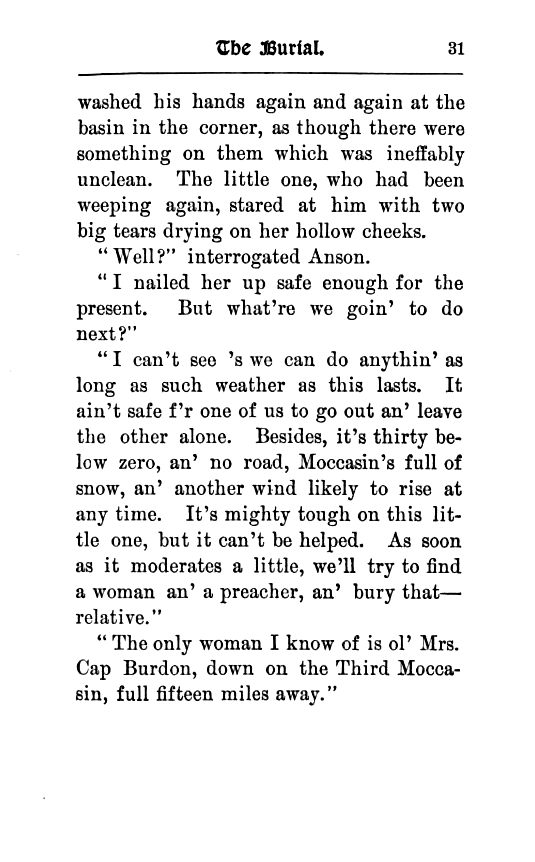 The Burial. 31
washed his hands again and again at the
basin in the corner, as though there were
something on them which was ineffably
unclean. The little one, who had been
weeping again, stared at him with two
big tears drying on her hollow cheeks.
"Well?" interrogated Anson.
"I nailed her up safe enough for the
present. But what're we goin' to do
next?"
"I can't see 's we can do anythin' as
long as such weather as this lasts. It
ain't safe f'r one of us to go out an' leave
the other alone. Besides, it's thirty be-
low zero, an' no road, Moccasin's full of
snow, an' another wind likely to rise at
any time. It's mighty tough on this lit-
tle one, but it can't be helped. As soon
as it moderates a little, we'll try to find
a woman an' a preacher, an' bury that—
relative."
"The only woman I know of is ol' Mrs.
Cap Burdon, down on the Third Mocca-
sin, full fifteen miles away."